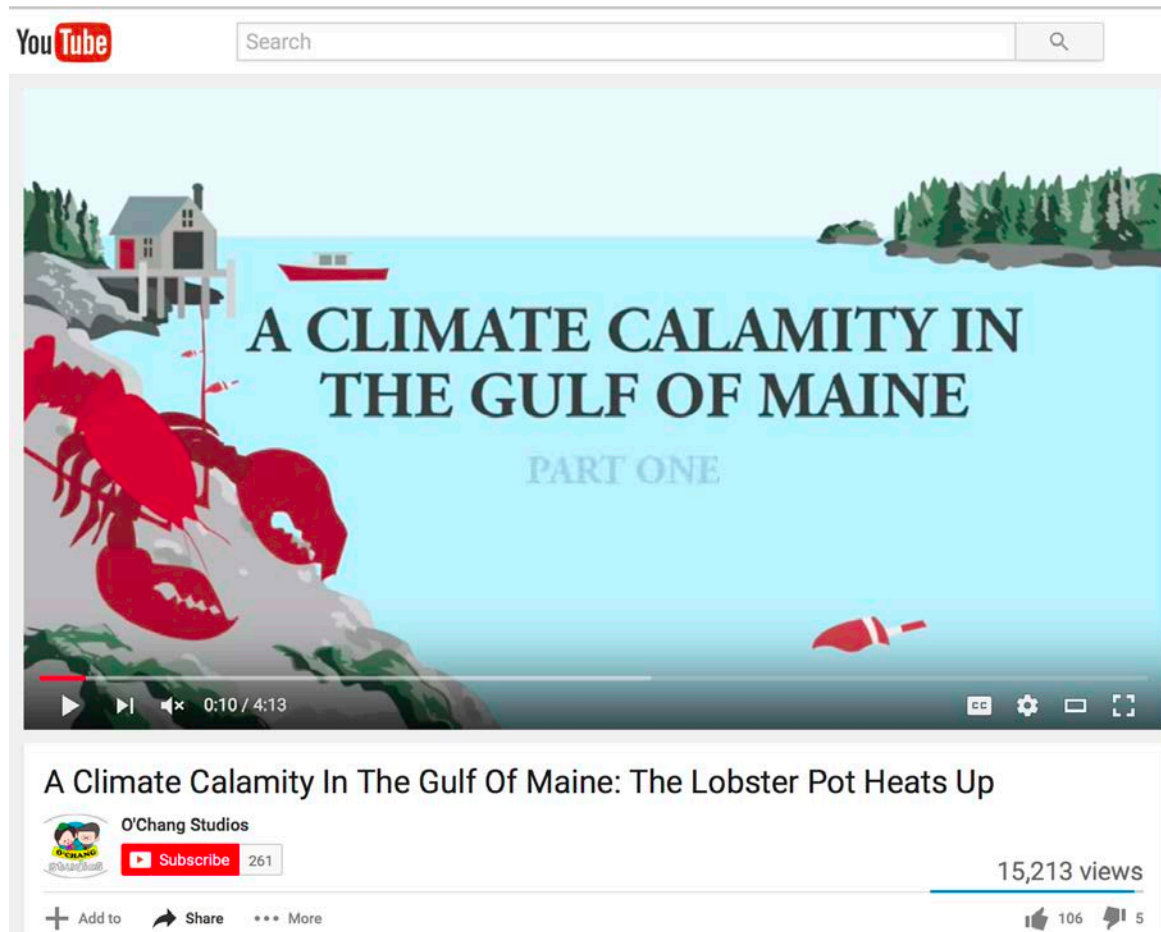 YouTube
Search
A CLIMATE CALAMITY IN
THE GULF OF MAINE
PART ONE
0:10 / 4:13
CC
A Climate Calamity In The Gulf Of Maine: The Lobster Pot Heats Up
O'CHANG
studios
O'Chang Studios
Subscribe 261
15,213 views
Add to Share More
106 5